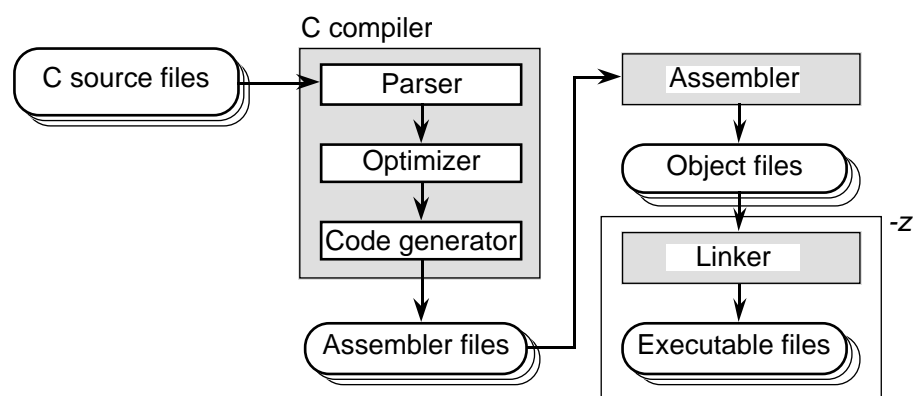 C compiler
C source files
Parser
Optimizer
Code generator
Assembler files
Assembler
Object files
-z
Linker
Executable files